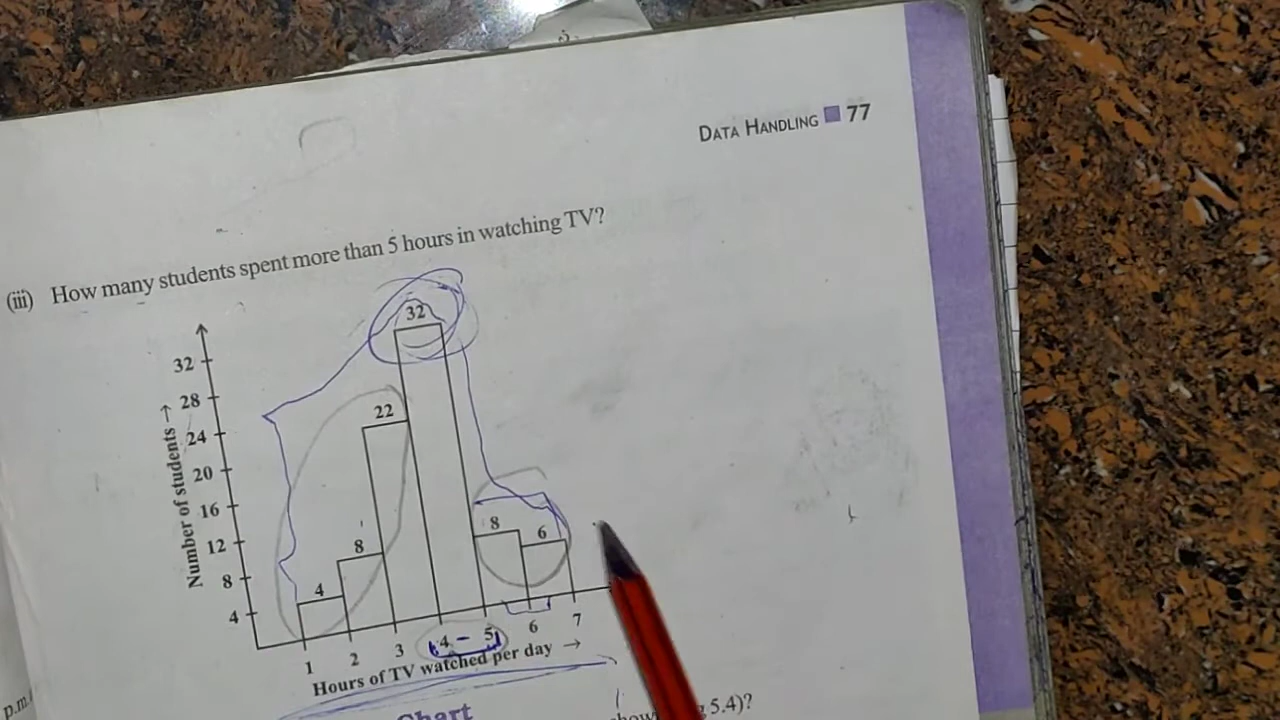 DATA HANDLING 77
(iii) How many students spent more than 5 hours in watching TV?
32
32
28
22
24
20
16
8
6
12
8
8
4
4
Number of students →
1 2 3 4 - 5 6 7
Hours of TV watched per day →
p.m.
Chart
5.4)?